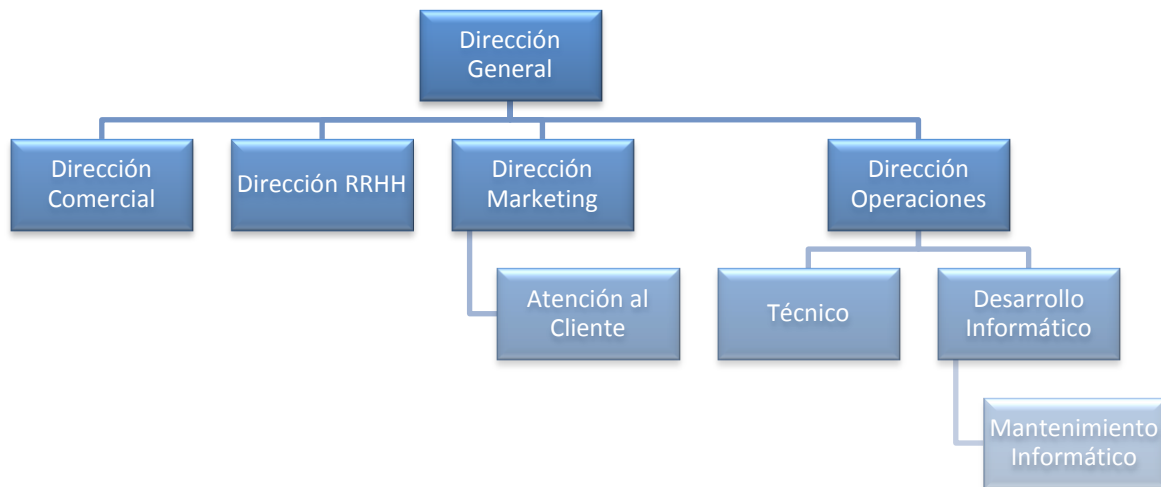 Dirección
General
Dirección
Comercial
Dirección RRHH
Dirección
Marketing
Dirección
Operaciones
Atención al
Cliente
Técnico
Desarrollo
Informático
Mantenimiento
Informático